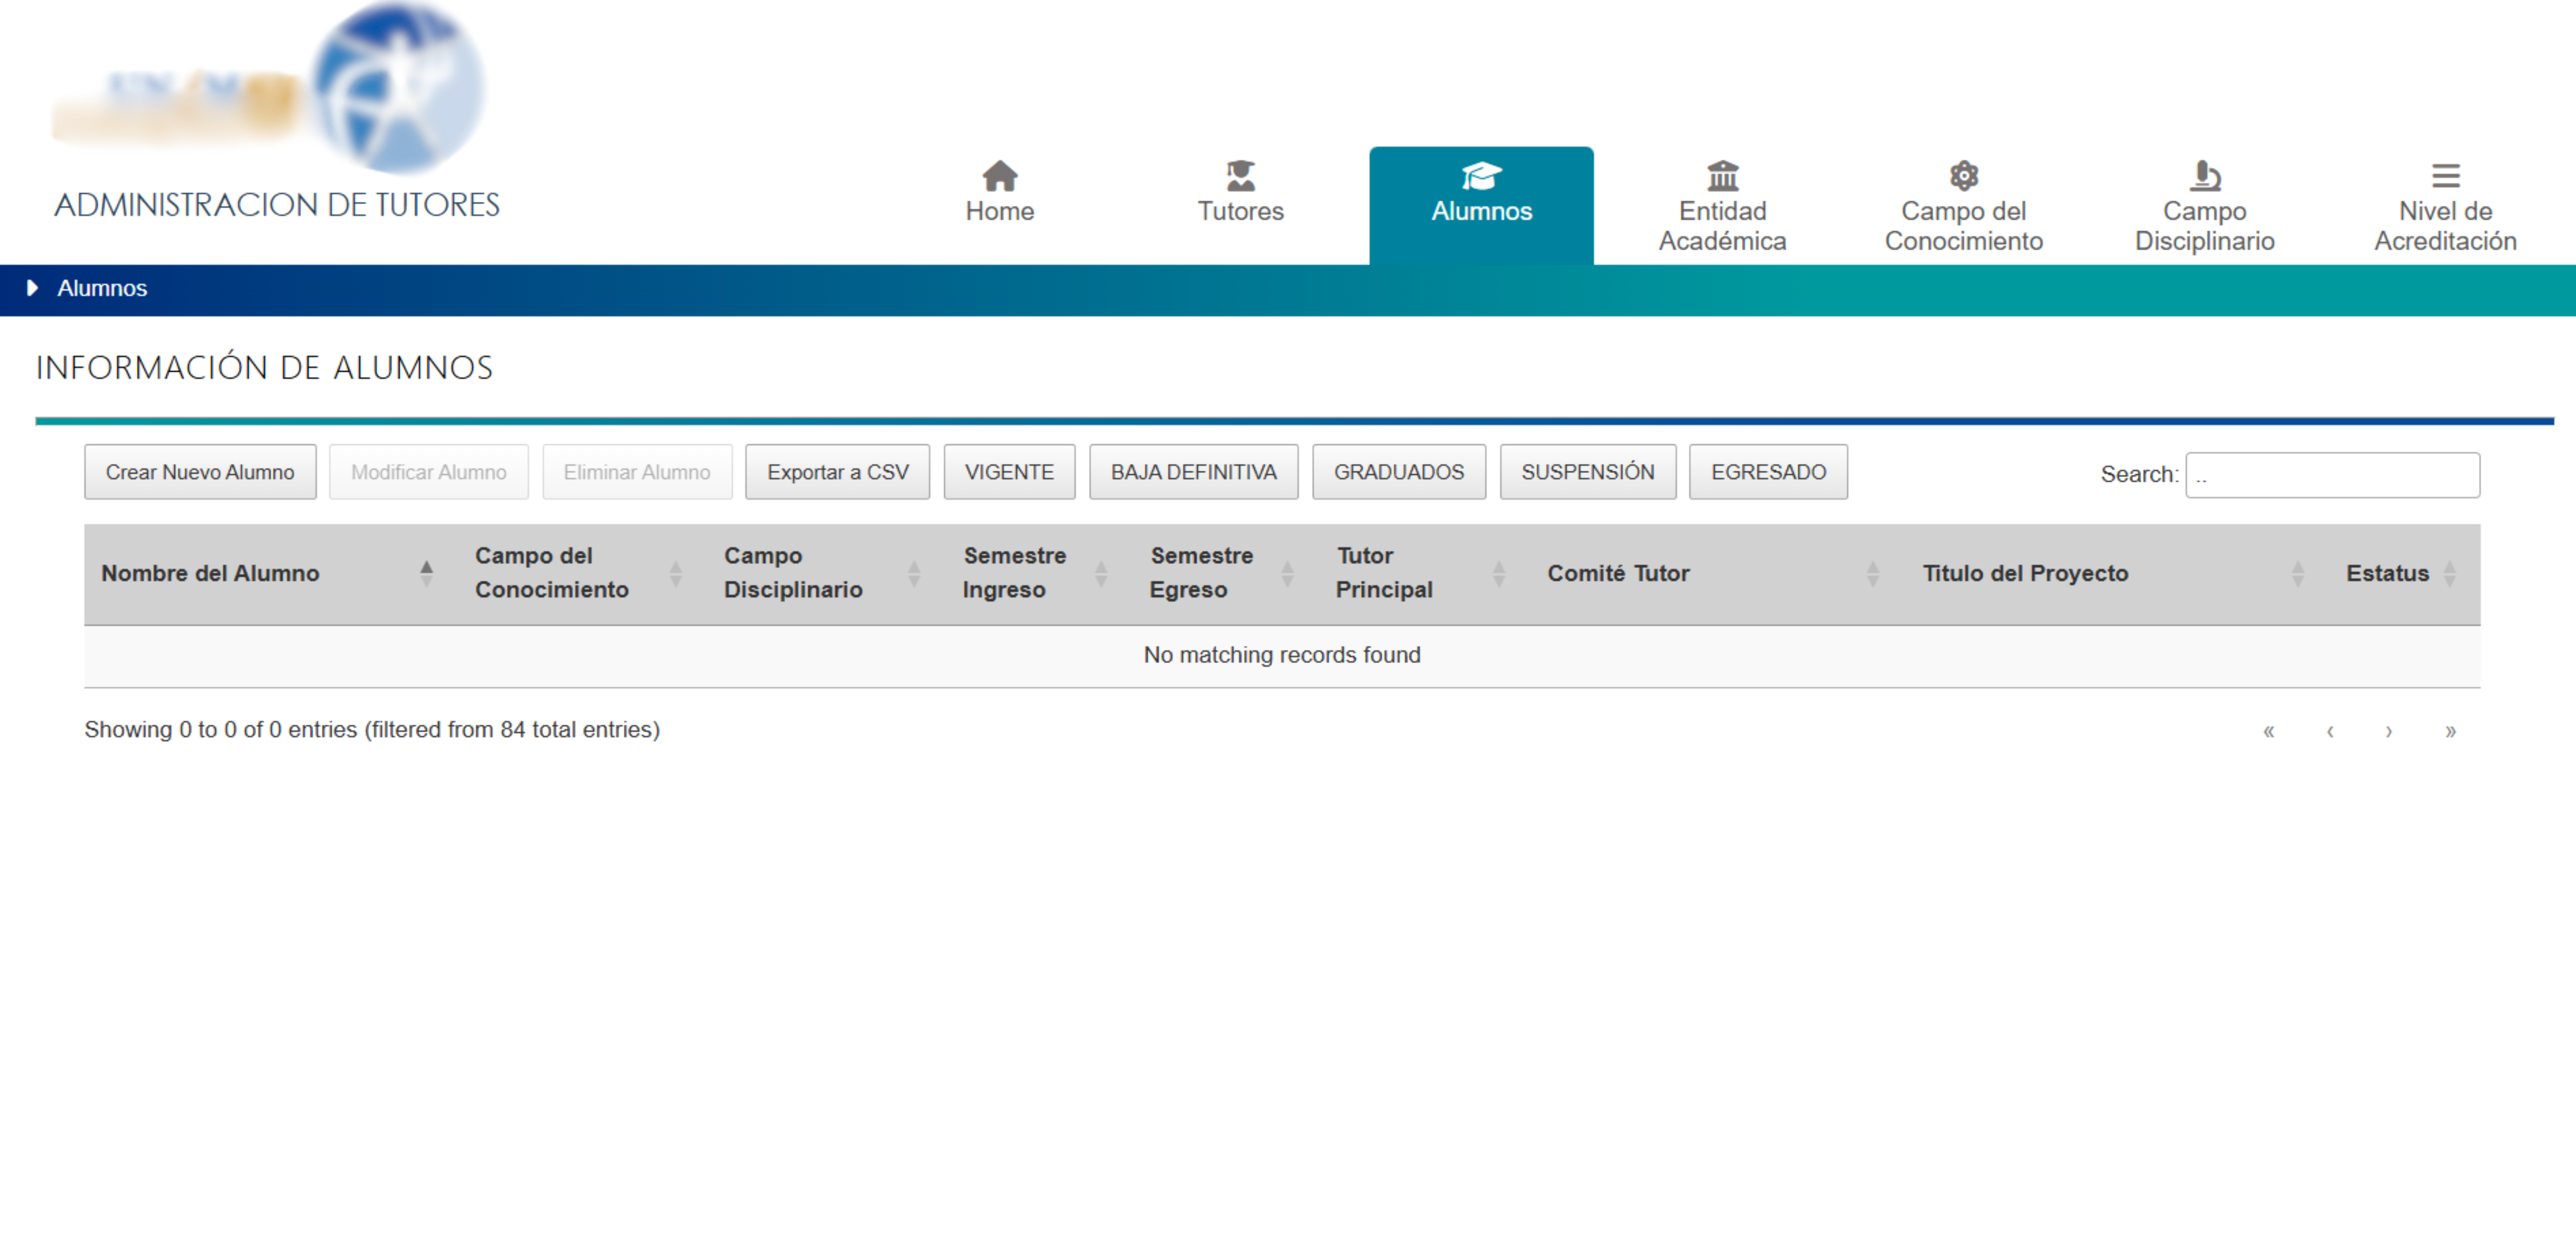 ADMINISTRACION DE TUTORES
Home
Tutores
Alumnos
Entidad
Académica
Campo del
Conocimiento
Campo
Disciplinario
Nivel de
Acreditación
Alumnos
INFORMACIÓN DE ALUMNOS
Crear Nuevo Alumno
Modificar Alumno
Eliminar Alumno
Exportar a CSV
VIGENTE
BAJA DEFINITIVA
GRADUADOS
SUSPENSIÓN
EGRESADO
Search: ..
Nombre del Alumno
Campo del
Conocimiento
Campo
Disciplinario
Semestre
Ingreso
Semestre
Egreso
Tutor
Principal
Comité Tutor
Titulo del Proyecto
Estatus
No matching records found
Showing 0 to 0 of 0 entries (filtered from 84 total entries)
« ‹ › »